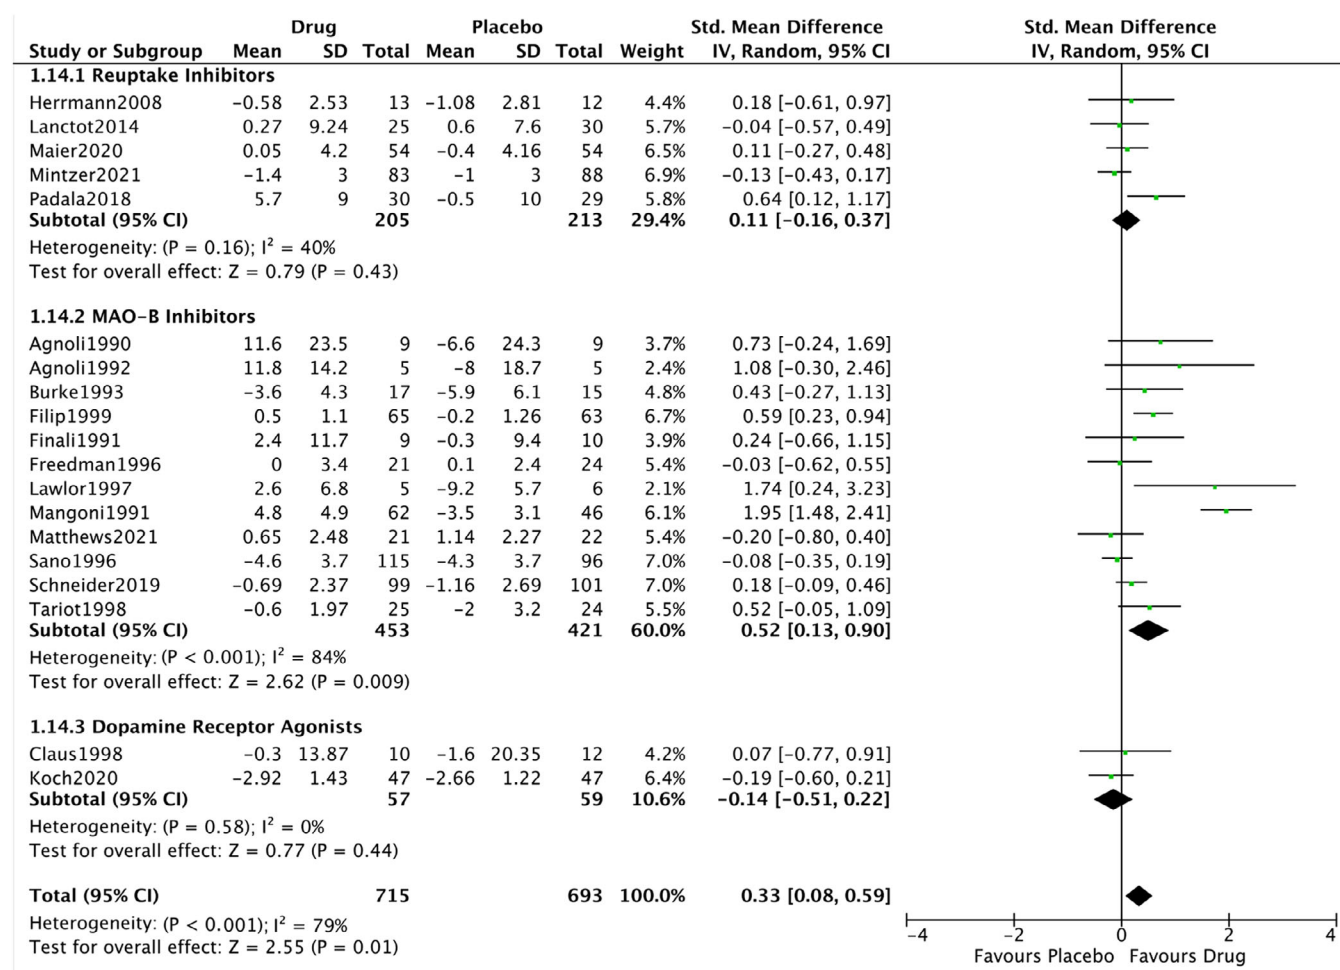 Drug Placebo Std. Mean Difference Std. Mean Difference
Study or Subgroup Mean SD Total Mean SD Total Weight IV, Random, 95% CI IV, Random, 95% CI
1.14.1 Reuptake Inhibitors
Herrmann2008 −0.58 2.53 13 −1.08 2.81 12 4.4% 0.18 [−0.61, 0.97]
Lanctot2014 0.27 9.24 25 0.6 7.6 30 5.7% −0.04 [−0.57, 0.49]
Maier2020 0.05 4.2 54 −0.4 4.16 54 6.5% 0.11 [−0.27, 0.48]
Mintzer2021 −1.4 3 83 −1 3 88 6.9% −0.13 [−0.43, 0.17]
Padala2018 5.7 9 30 −0.5 10 29 5.8% 0.64 [0.12, 1.17]
Subtotal (95% CI) 205 213 29.4% 0.11 [−0.16, 0.37]
Heterogeneity: (P = 0.16); I² = 40%
Test for overall effect: Z = 0.79 (P = 0.43)
1.14.2 MAO−B Inhibitors
Agnoli1990 11.6 23.5 9 −6.6 24.3 9 3.7% 0.73 [−0.24, 1.69]
Agnoli1992 11.8 14.2 5 −8 18.7 5 2.4% 1.08 [−0.30, 2.46]
Burke1993 −3.6 4.3 17 −5.9 6.1 15 4.8% 0.43 [−0.27, 1.13]
Filip1999 0.5 1.1 65 −0.2 1.26 63 6.7% 0.59 [0.23, 0.94]
Finali1991 2.4 11.7 9 −0.3 9.4 10 3.9% 0.24 [−0.66, 1.15]
Freedman1996 0 3.4 21 0.1 2.4 24 5.4% −0.03 [−0.62, 0.55]
Lawlor1997 2.6 6.8 5 −9.2 5.7 6 2.1% 1.74 [0.24, 3.23]
Mangoni1991 4.8 4.9 62 −3.5 3.1 46 6.1% 1.95 [1.48, 2.41]
Matthews2021 0.65 2.48 21 1.14 2.27 22 5.4% −0.20 [−0.80, 0.40]
Sano1996 −4.6 3.7 115 −4.3 3.7 96 7.0% −0.08 [−0.35, 0.19]
Schneider2019 −0.69 2.37 99 −1.16 2.69 101 7.0% 0.18 [−0.09, 0.46]
Tariot1998 −0.6 1.97 25 −2 3.2 24 5.5% 0.52 [−0.05, 1.09]
Subtotal (95% CI) 453 421 60.0% 0.52 [0.13, 0.90]
Heterogeneity: (P < 0.001); I² = 84%
Test for overall effect: Z = 2.62 (P = 0.009)
1.14.3 Dopamine Receptor Agonists
Claus1998 −0.3 13.87 10 −1.6 20.35 12 4.2% 0.07 [−0.77, 0.91]
Koch2020 −2.92 1.43 47 −2.66 1.22 47 6.4% −0.19 [−0.60, 0.21]
Subtotal (95% CI) 57 59 10.6% −0.14 [−0.51, 0.22]
Heterogeneity: (P = 0.58); I² = 0%
Test for overall effect: Z = 0.77 (P = 0.44)
Total (95% CI) 715 693 100.0% 0.33 [0.08, 0.59]
Heterogeneity: (P < 0.001); I² = 79%
Test for overall effect: Z = 2.55 (P = 0.01)
−4 −2 0 2 4
Favours Placebo Favours Drug